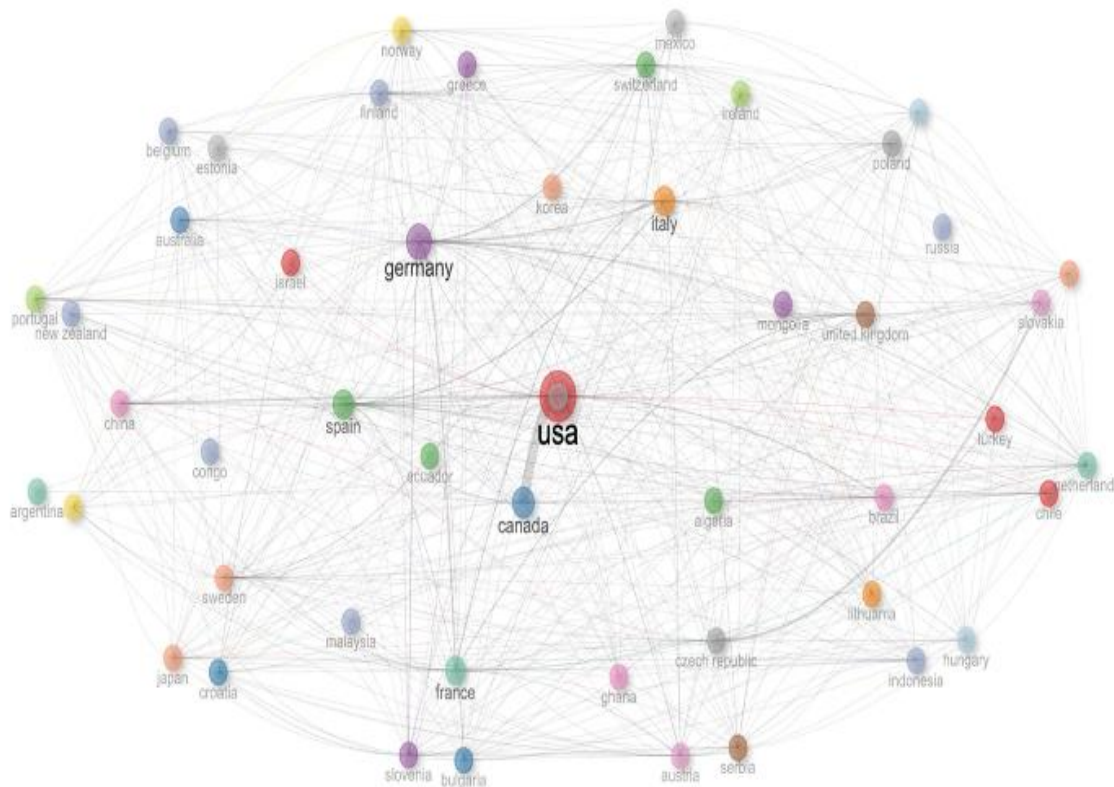 norway
mexico
greece
switzerland
finland
ireland
belgium
estonia
poland
korea
italy
australia
russia
germany
israel
portugal
new zealand
mongolia
united kingdom
slovakia
china
spain
usa
turkey
congo
ecuador
netherland
argentina
canada
algeria
brazil
chile
sweden
lithuania
malaysia
czech republic
hungary
japan
croatia
france
ghana
indonesia
slovenia
bulgaria
austria
serbia